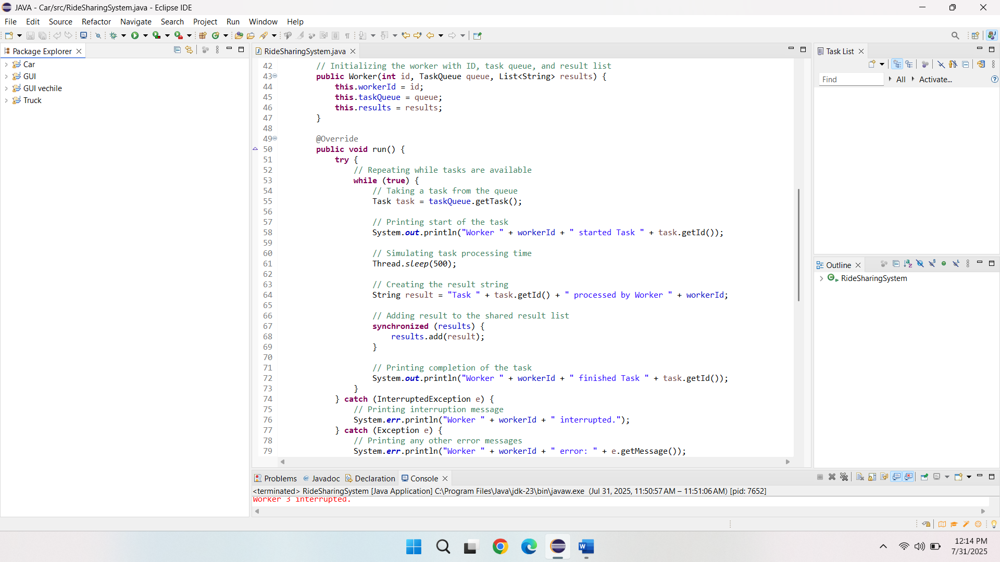 JAVA - Car/src/RideSharingSystem.java - Eclipse IDE
File Edit Source Refactor Navigate Search Project Run Window Help
Package Explorer
Car
GUI
GUI vechile
Truck
RideSharingSystem.java
42 // Initializing the worker with ID, task queue, and result list
43 public Worker(int id, TaskQueue queue, List<String> results) {
44 this.workerId = id;
45 this.taskQueue = queue;
46 this.results = results;
47 }
48
49 @Override
50 public void run() {
51 try {
52 // Repeating while tasks are available
53 while (true) {
54 // Taking a task from the queue
55 Task task = taskQueue.getTask();
56
57 // Printing start of the task
58 System.out.println("Worker " + workerId + " started Task " + task.getId());
59
60 // Simulating task processing time
61 Thread.sleep(500);
62
63 // Creating the result string
64 String result = "Task " + task.getId() + " processed by Worker " + workerId;
65
66 // Adding result to the shared result list
67 synchronized (results) {
68 results.add(result);
69 }
70
71 // Printing completion of the task
72 System.out.println("Worker " + workerId + " finished Task " + task.getId());
73 }
74 } catch (InterruptedException e) {
75 // Printing interruption message
76 System.err.println("Worker " + workerId + " interrupted.");
77 } catch (Exception e) {
78 // Printing any other error messages
79 System.err.println("Worker " + workerId + " error: " + e.getMessage());
Task List
Find All Activate...
Outline
RideSharingSystem
Problems Javadoc Declaration Console
<terminated> RideSharingSystem [Java Application] C:\Program Files\Java\jdk-23\bin\javaw.exe (Jul 31, 2025, 11:50:57 AM – 11:51:06 AM) [pid: 7652]
Worker 3 interrupted.
12:14 PM
7/31/2025